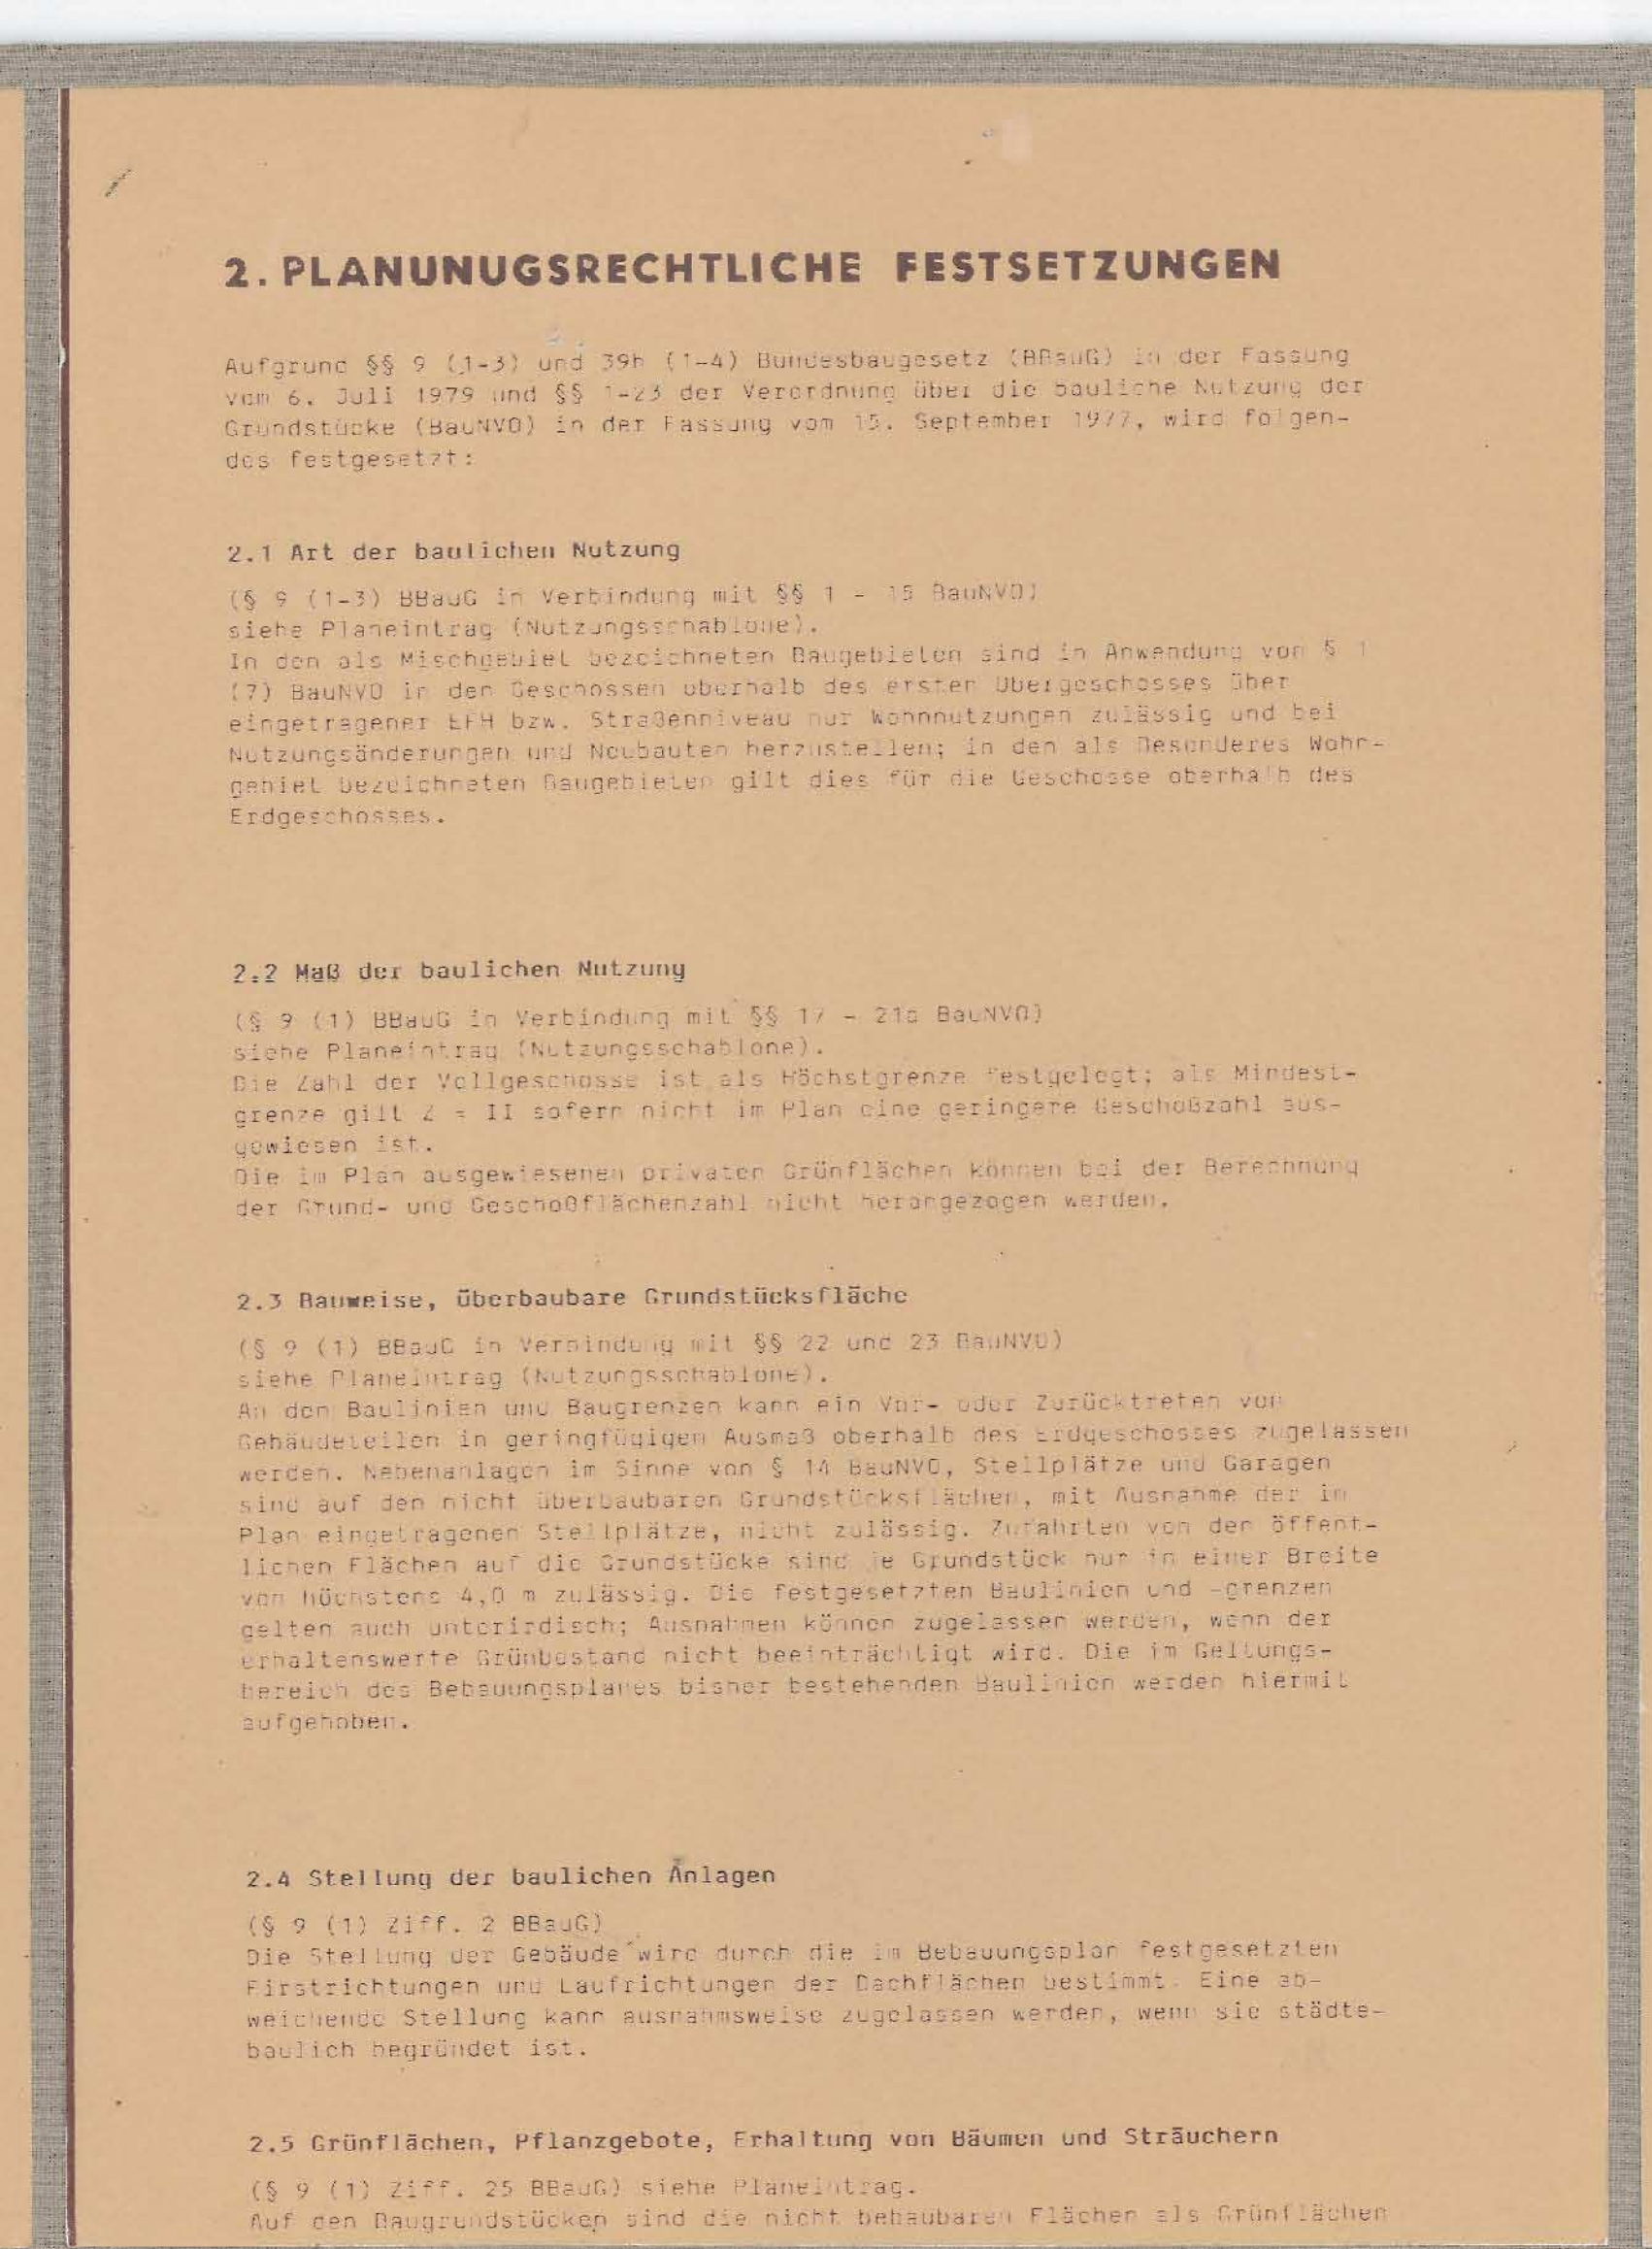 2. PLANUNUGSRECHTLICHE FESTSETZUNGEN
Aufgrund §§ 9 (1-3) und 39h (1-4) Bundesbaugesetz (BBauG) in der Fassung
vom 6. Juli 1979 und §§ 1-23 der Verordnung über die bauliche Nutzung der
Grundstücke (BauNVO) in der Fassung vom 15. September 1977, wird folgen-
des festgesetzt:
2.1 Art der baulichen Nutzung
(§ 9 (1-3) BBauG in Verbindung mit §§ 1 - 15 BauNVO)
siehe Planeintrag (Nutzungsschablone).
In den als Mischgebiet bezeichneten Baugebieten sind in Anwendung von § 1
(7) BauNVO in den Geschossen oberhalb des ersten Obergeschosses über
eingetragener EFH bzw. Straßenniveau nur Wohnnutzungen zulässig und bei
Nutzungsänderungen und Neubauten herzustellen; in den als Besonderes Wohn-
gebiet bezeichneten Baugebieten gilt dies für die Geschosse oberhalb des
Erdgeschosses.
2.2 Maß der baulichen Nutzung
(§ 9 (1) BBauG in Verbindung mit §§ 17 - 21a BauNVO)
siehe Planeintrag (Nutzungsschablone).
Die Zahl der Vollgeschosse ist als Höchstgrenze festgelegt; als Mindest-
grenze gilt Z = II sofern nicht im Plan eine geringere Geschoßzahl aus-
gewiesen ist.
Die im Plan ausgewiesenen privaten Grünflächen können bei der Berechnung
der Grund- und Geschoßflächenzahl nicht herangezogen werden.
2.3 Bauweise, überbaubare Grundstücksfläche
(§ 9 (1) BBauG in Verbindung mit §§ 22 und 23 BauNVO)
siehe Planeintrag (Nutzungsschablone).
An den Baulinien und Baugrenzen kann ein Vor- oder Zurücktreten von
Gebäudeteilen in geringfügigen Ausmaß oberhalb des Erdgeschosses zugelassen
werden. Nebenanlagen im Sinne von § 14 BauNVO, Stellplätze und Garagen
sind auf den nicht überbaubaren Grundstücksflächen, mit Ausnahme der im
Plan eingetragenen Stellplätze, nicht zulässig. Zufahrten von den öffent-
lichen Flächen auf die Grundstücke sind je Grundstück nur in einer Breite
von höchstens 4,0 m zulässig. Die festgesetzten Baulinien und -grenzen
gelten auch unterirdisch; Ausnahmen können zugelassen werden, wenn der
erhaltenswerte Grünbestand nicht beeinträchtigt wird. Die im Geltungs-
bereich des Bebauungsplanes bisher bestehenden Baulinien werden hiermit
aufgehoben.
2.4 Stellung der baulichen Anlagen
(§ 9 (1) Ziff. 2 BBauG)
Die Stellung der Gebäude wird durch die im Bebauungsplan festgesetzten
Firstrichtungen und Laufrichtungen der Dachflächen bestimmt. Eine ab-
weichende Stellung kann ausnahmsweise zugelassen werden, wenn sie städte-
baulich begründet ist.
2.5 Grünflächen, Pflanzgebote, Erhaltung von Bäumen und Sträuchern
(§ 9 (1) Ziff. 25 BBauG) siehe Planeintrag.
Auf den Baugrundstücken sind die nicht bebaubaren Flächen als Grünflächen